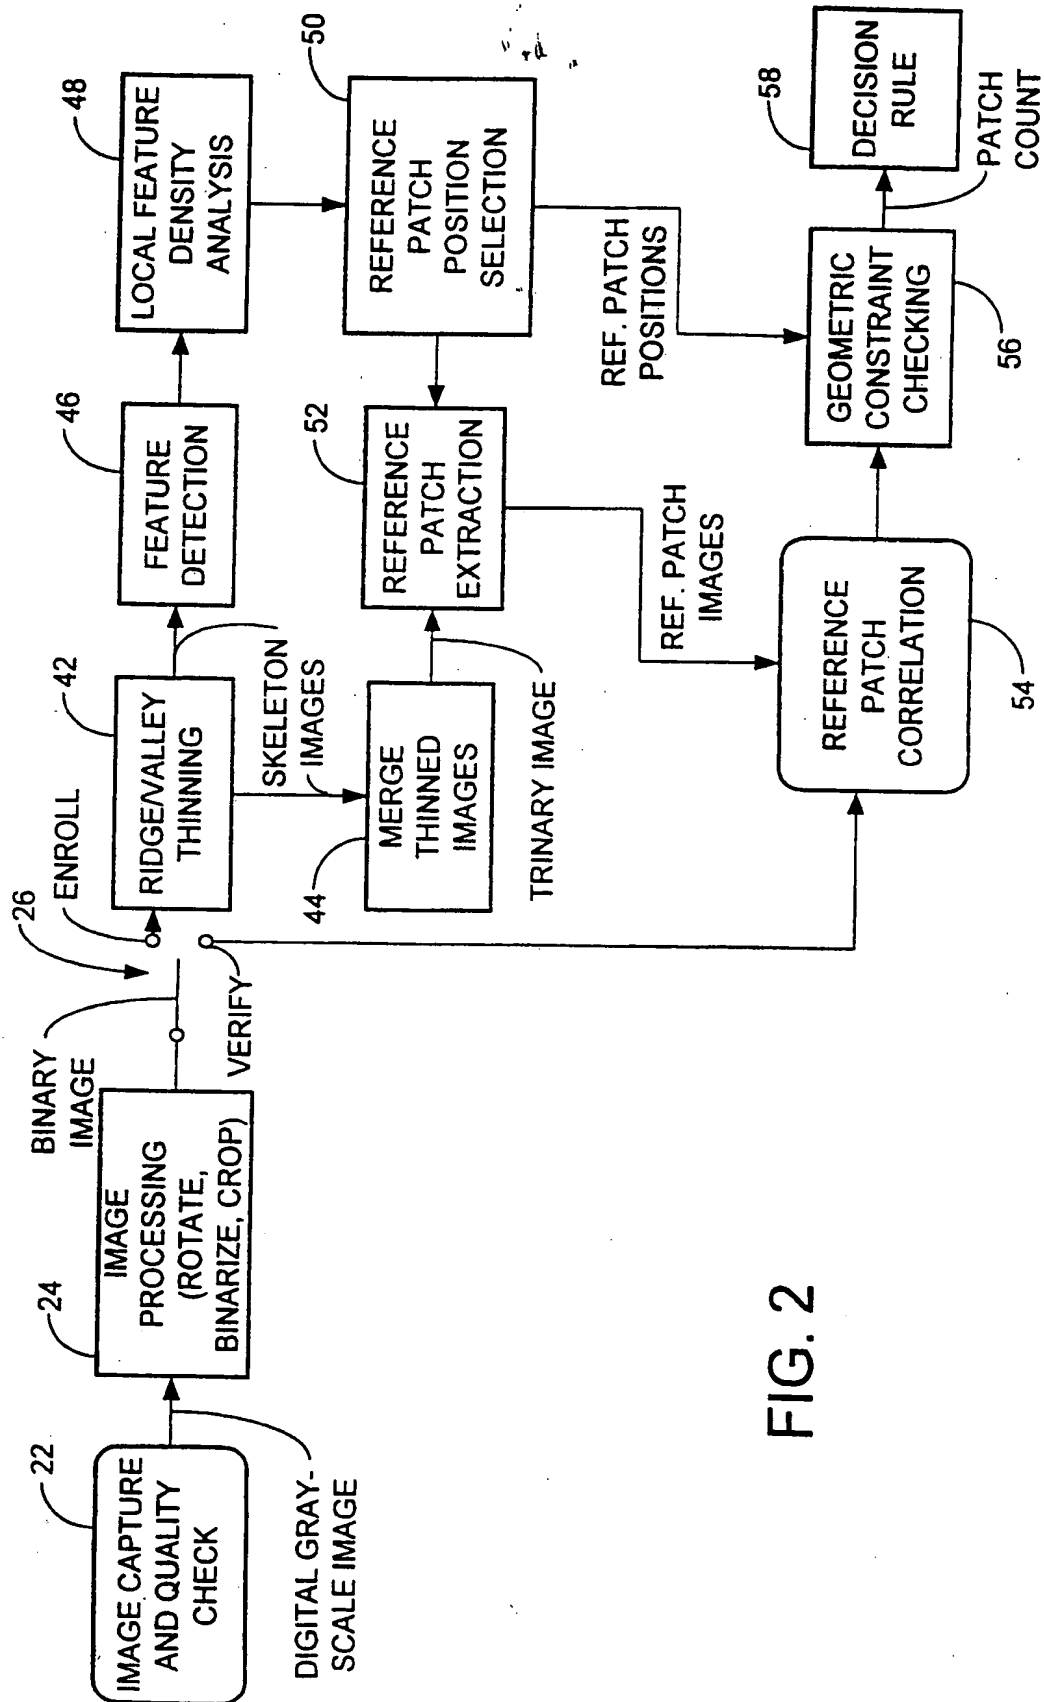 22
IMAGE CAPTURE
AND QUALITY
CHECK
DIGITAL GRAY-
SCALE IMAGE
24
IMAGE
PROCESSING
(ROTATE,
BINARIZE, CROP)
BINARY
IMAGE
26
ENROLL
VERIFY
42
RIDGE/VALLEY
THINNING
SKELETON
IMAGES
44
MERGE
THINNED
IMAGES
TRINARY IMAGE
46
FEATURE
DETECTION
48
LOCAL FEATURE
DENSITY
ANALYSIS
50
REFERENCE
PATCH
POSITION
SELECTION
52
REFERENCE
PATCH
EXTRACTION
REF. PATCH
POSITIONS
REF. PATCH
IMAGES
REFERENCE
PATCH
CORRELATION
54
GEOMETRIC
CONSTRAINT
CHECKING
56
58
DECISION
RULE
PATCH
COUNT
FIG. 2